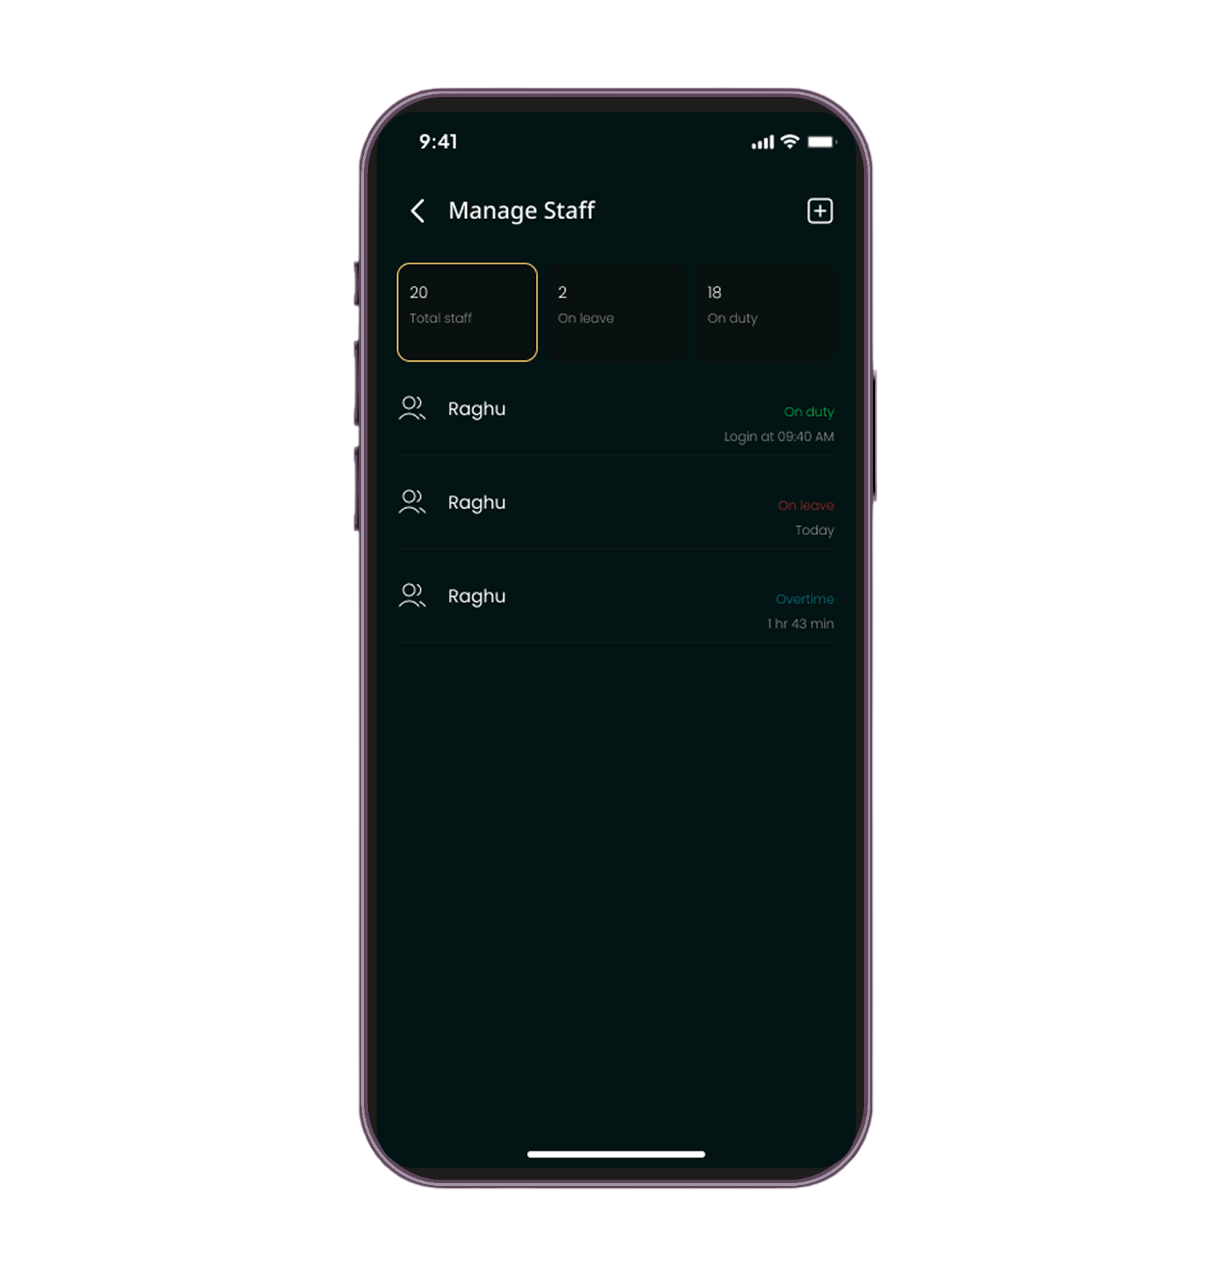 9:41
Manage Staff
20
Total staff
2
On leave
18
On duty
Raghu
On duty
Login at 09:40 AM
Raghu
On leave
Today
Raghu
Overtime
1 hr 43 min